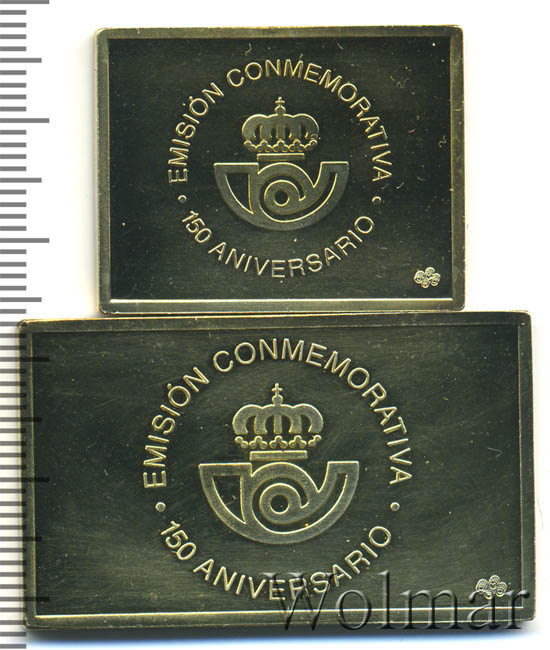 EMISIÓN CONMEMORATIVA
· 150 ANIVERSARIO ·
EMISIÓN CONMEMORATIVA
· 150 ANIVERSARIO ·
Wolmar